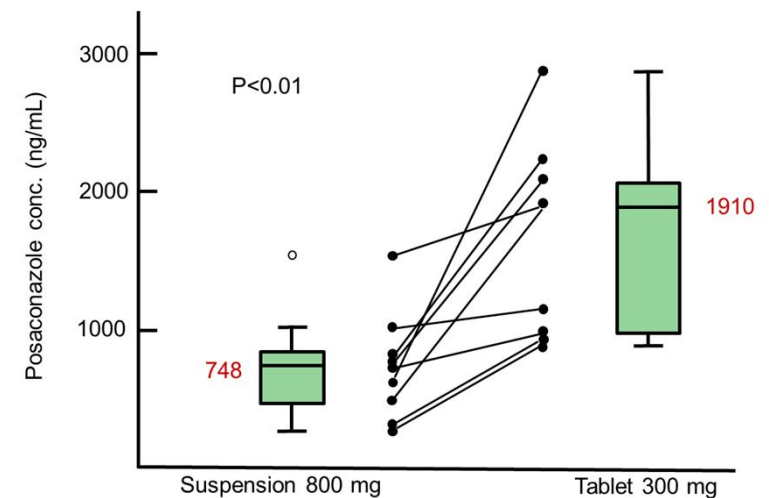 Posaconazole conc. (ng/mL)
3000
2000
1000
P<0.01
748
1910
Suspension 800 mg
Tablet 300 mg